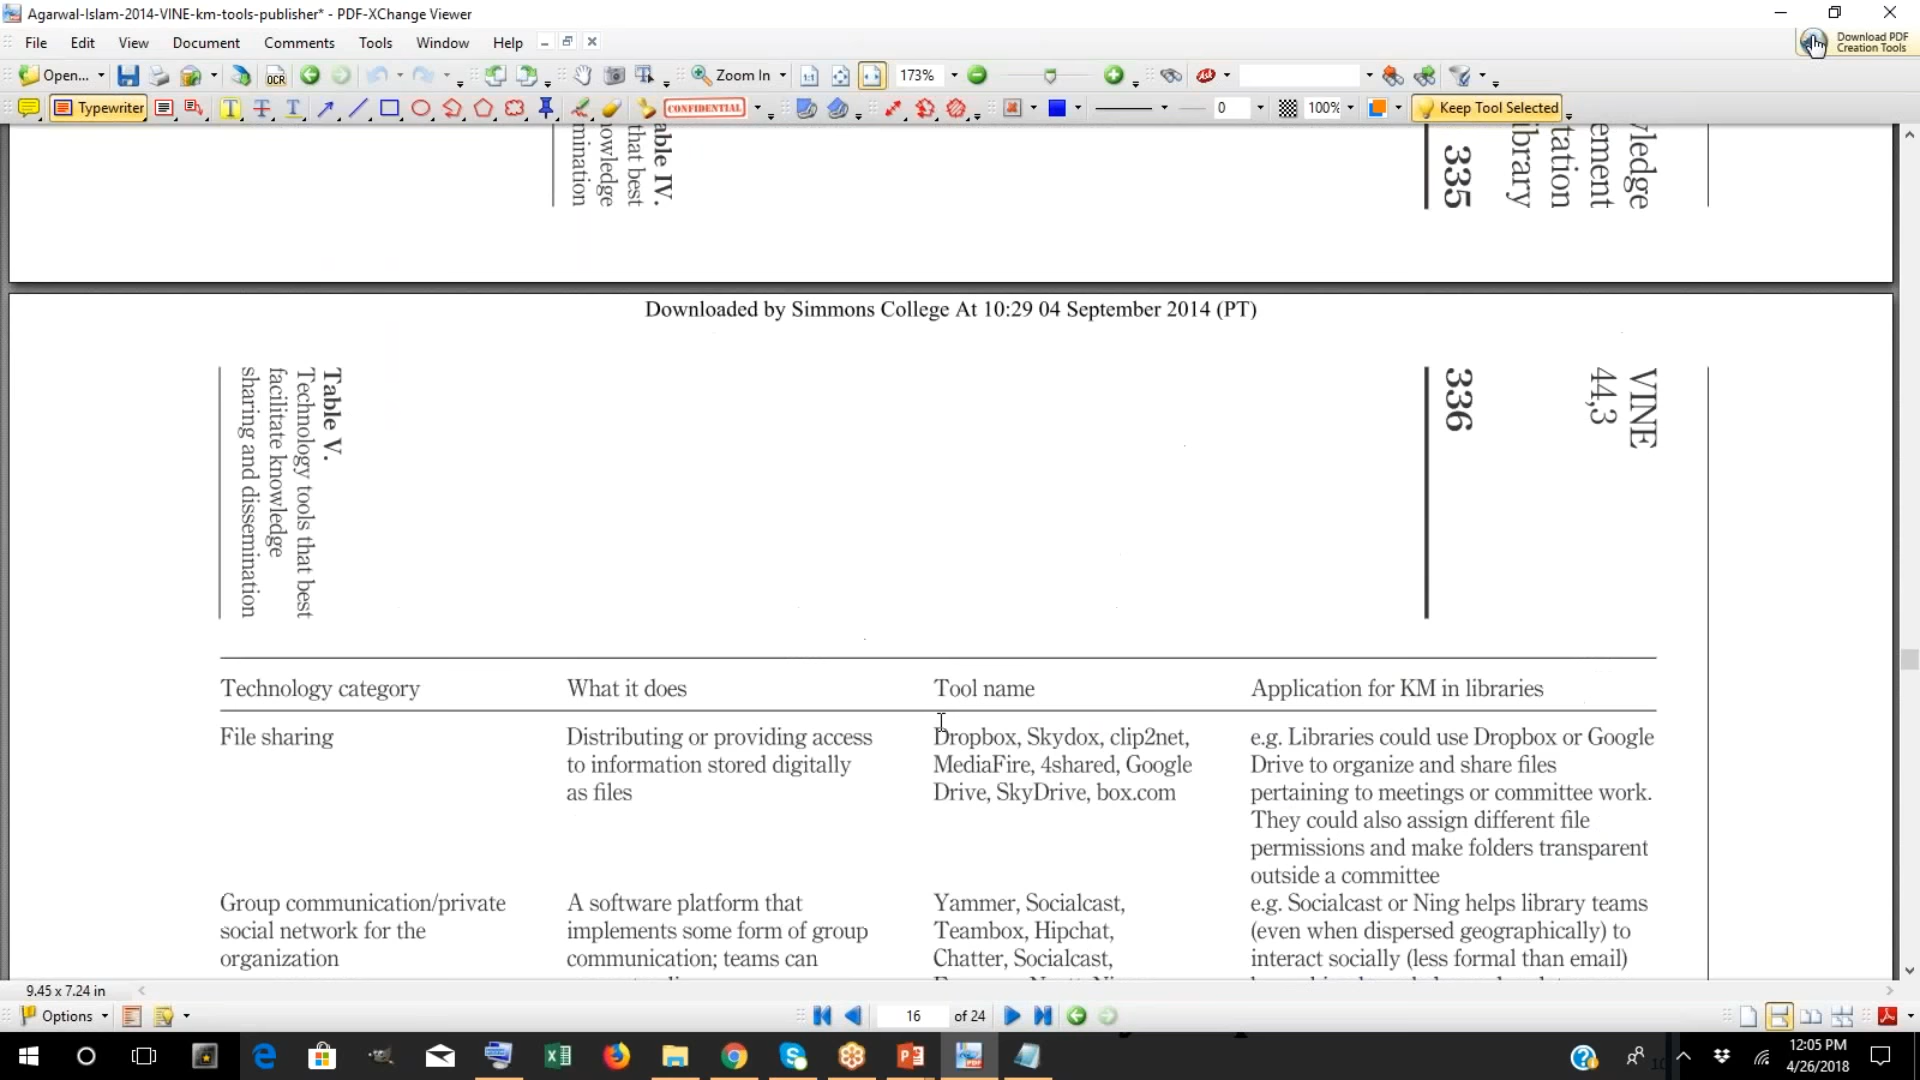 Agarwal-Islam-2014-VINE-km-tools-publisher* - PDF-XChange Viewer
File Edit View Document Comments Tools Window Help
Download PDF
Creation Tools
Open... OCR Zoom In 173%
Typewriter CONFIDENTIAL 0 100% Keep Tool Selected
able IV.
that best
nowledge
mination
335
ledge
ement
tation
ibrary
Downloaded by Simmons College At 10:29 04 September 2014 (PT)
Table V.
Technology tools that best
facilitate knowledge
sharing and dissemination
336
VINE
44,3
Technology category What it does Tool name Application for KM in libraries
File sharing Distributing or providing access Dropbox, Skydox, clip2net, e.g. Libraries could use Dropbox or Google
to information stored digitally MediaFire, 4shared, Google Drive to organize and share files
as files Drive, SkyDrive, box.com pertaining to meetings or committee work.
They could also assign different file
permissions and make folders transparent
outside a committee
Group communication/private A software platform that Yammer, Socialcast, e.g. Socialcast or Ning helps library teams
social network for the implements some form of group Teambox, Hipchat, (even when dispersed geographically) to
organization communication; teams can Chatter, Socialcast, interact socially (less formal than email)
9.45 x 7.24 in
Options 16 of 24
12:05 PM
4/26/2018